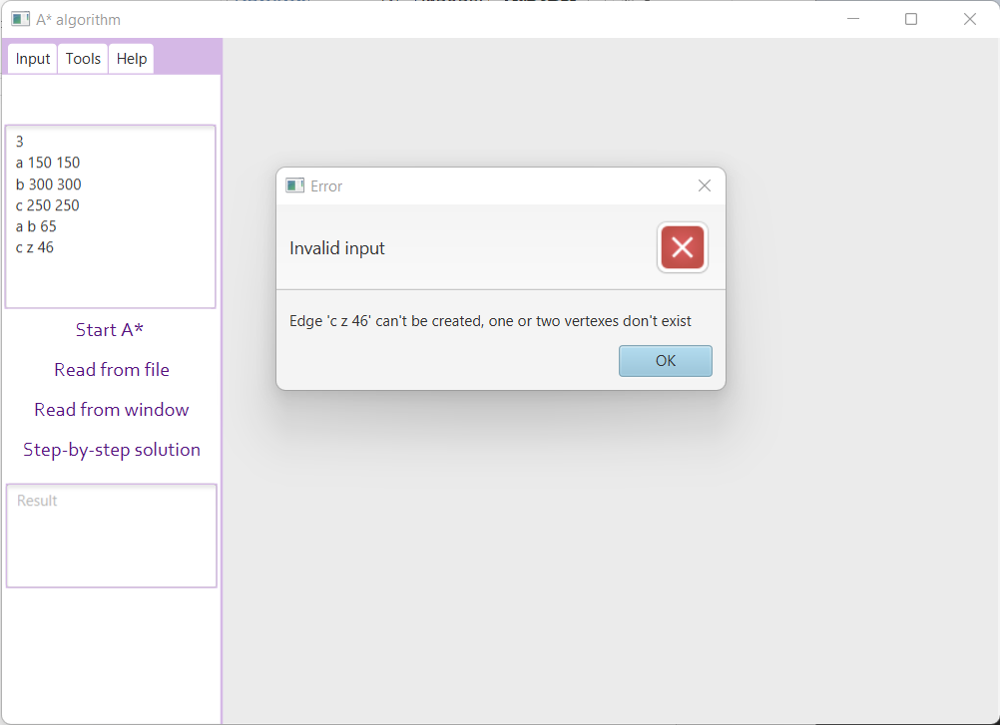 A* algorithm
Input Tools Help
3
a 150 150
b 300 300
c 250 250
a b 65
c z 46
Start A*
Read from file
Read from window
Step-by-step solution
Result
Error
Invalid input
Edge 'c z 46' can't be created, one or two vertexes don't exist
OK